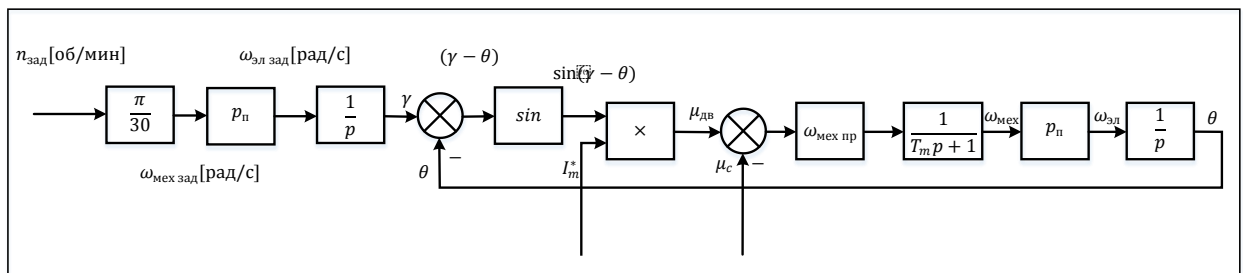 n_зад[об/мин]
ω_эл зад[рад/с]
(γ − θ)
sin(γ − θ)
π
30
p_п
1
p
γ
sin
×
μ_дв
ω_мех пр
1
T_m p + 1
ω_мех
p_п
ω_эл
1
p
θ
ω_мех зад[рад/с]
θ
−
I*_m
μ_c
−